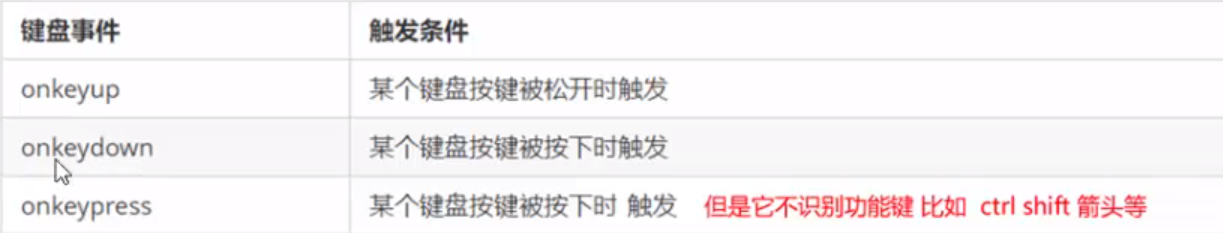 键盘事件 触发条件
onkeyup 某个键盘按键被松开时触发
onkeydown 某个键盘按键被按下时触发
onkeypress 某个键盘按键被按下时 触发 但是它不识别功能键 比如 ctrl shift 箭头等